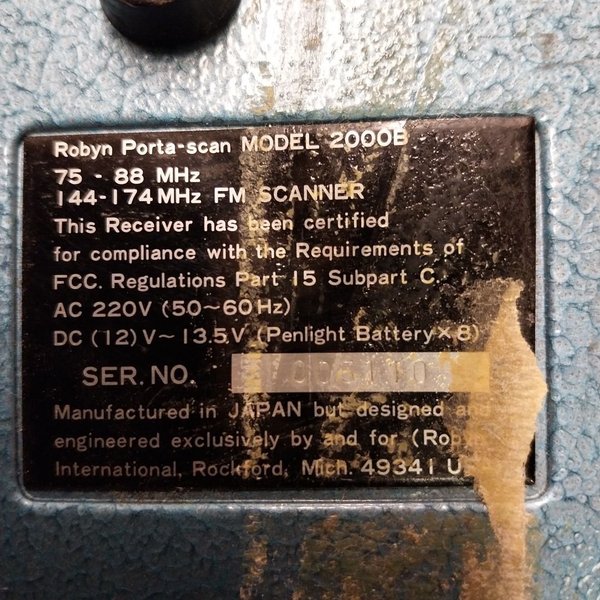 Robyn Porta-scan MODEL 2000B
75 - 88 MHz
144-174 MHz FM SCANNER
This Receiver has been certified
for compliance with the Requirements of
FCC. Regulations Part 15 Subpart C.
AC 220V (50~60Hz)
DC (12)V~13.5V (Penlight Battery×8)
SER. NO.
Manufactured in JAPAN but designed and
engineered exclusively by and for (Robyn
International, Rockford, Mich. 49341